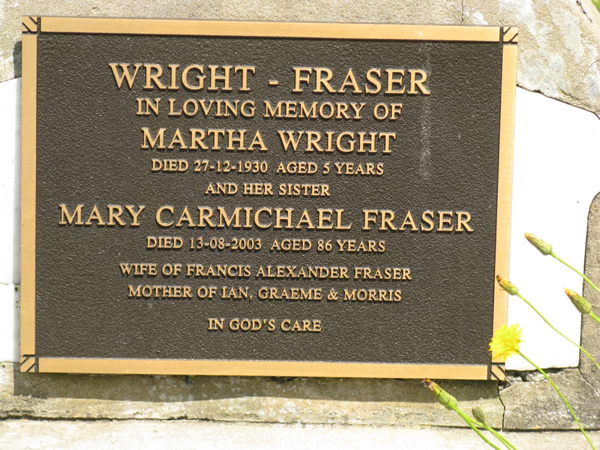 WRIGHT - FRASER
IN LOVING MEMORY OF
MARTHA WRIGHT
DIED 27-12-1930 AGED 5 YEARS
AND HER SISTER
MARY CARMICHAEL FRASER
DIED 13-08-2003 AGED 86 YEARS
WIFE OF FRANCIS ALEXANDER FRASER
MOTHER OF IAN, GRAEME & MORRIS
IN GOD'S CARE